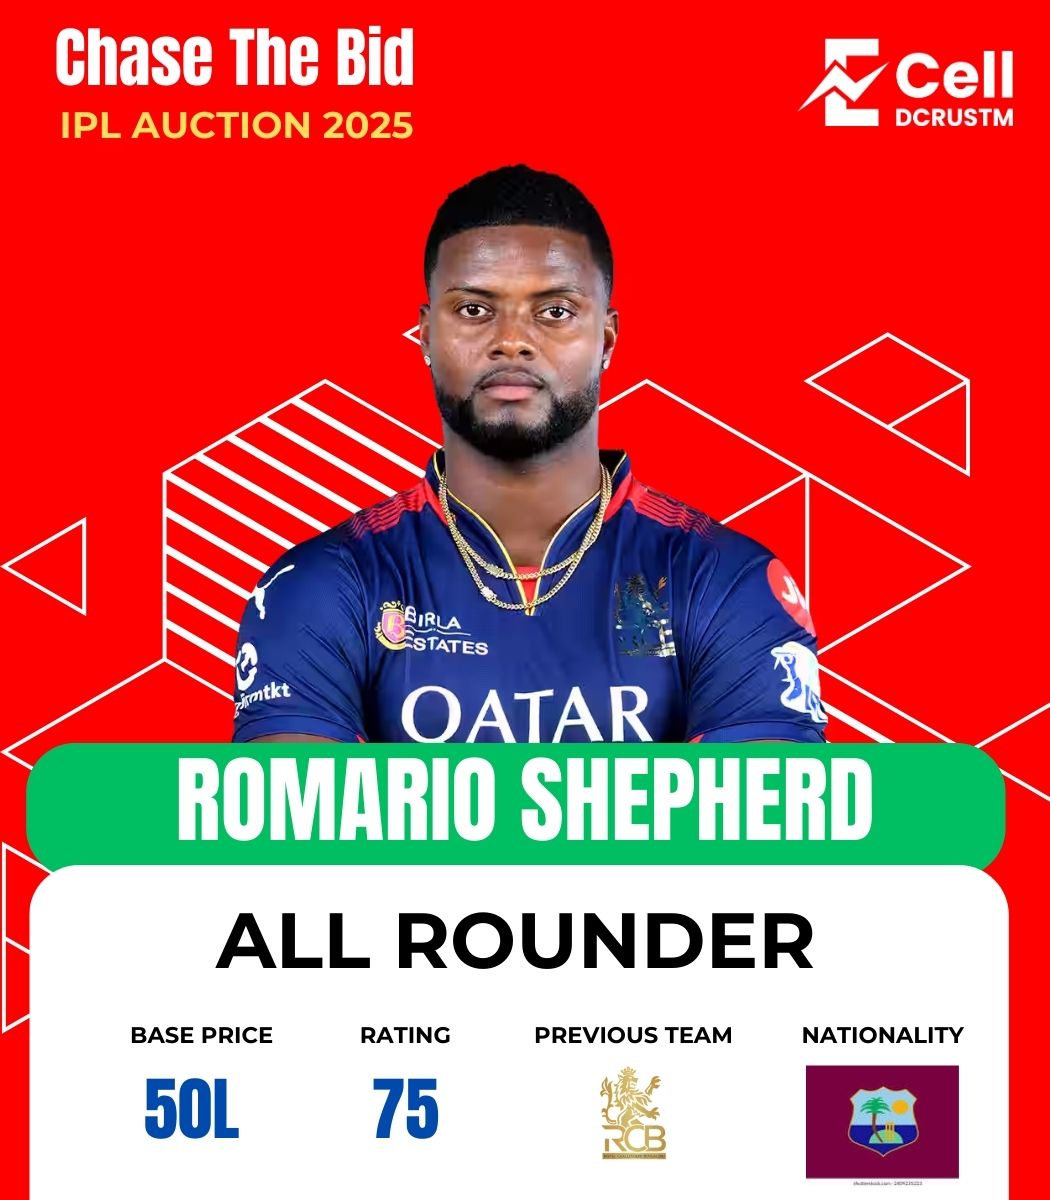 Chase The Bid
IPL AUCTION 2025
Cell
DCRUSTM
BIRLA
ESTATES
QATAR
ROMARIO SHEPHERD
ALL ROUNDER
BASE PRICE
RATING
PREVIOUS TEAM
NATIONALITY
50L
75
RCB